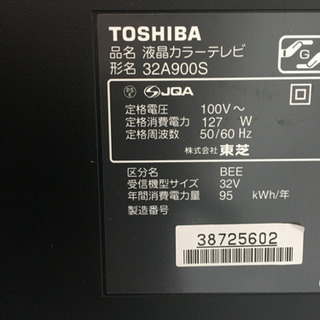 TOSHIBA
品名 液晶カラーテレビ
形名 32A900S
G
PS E JQA
定格電圧 100V～
定格消費電力 127 W
定格周波数 50/60 Hz
株式会社 東芝
区分名 BEE
受信機型サイズ 32V
年間消費電力量 95 kWh/年
製造番号
38725602